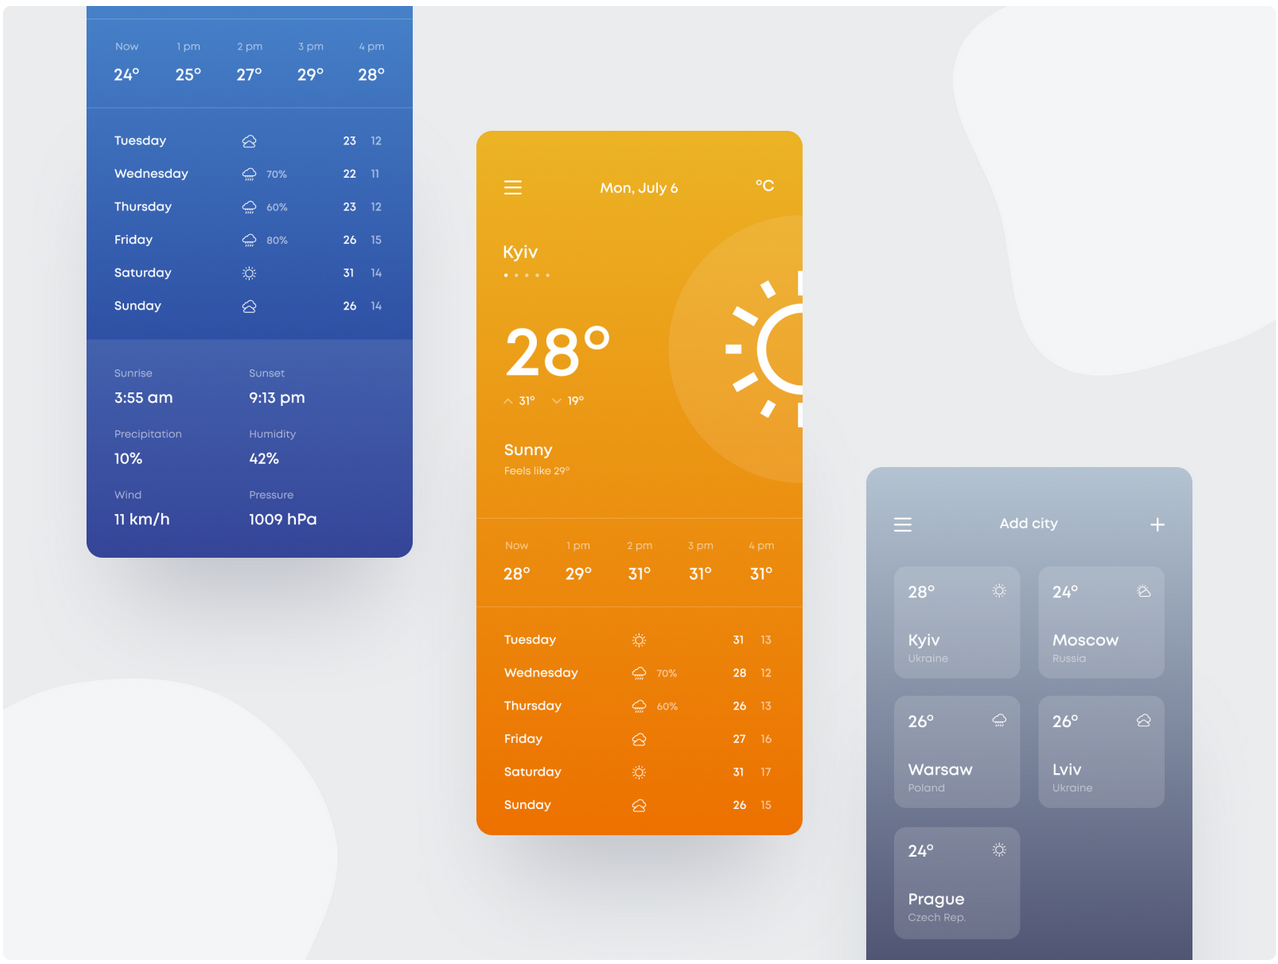 Now 1 pm 2 pm 3 pm 4 pm
24° 25° 27° 29° 28°
Tuesday 23 12
Wednesday 70% 22 11
Thursday 60% 23 12
Friday 80% 26 15
Saturday 31 14
Sunday 26 14
Sunrise Sunset
3:55 am 9:13 pm
Precipitation Humidity
10% 42%
Wind Pressure
11 km/h 1009 hPa
Mon, July 6 °C
Kyiv
28°
31° 19°
Sunny
Feels like 29°
Now 1 pm 2 pm 3 pm 4 pm
28° 29° 31° 31° 31°
Tuesday 31 13
Wednesday 70% 28 12
Thursday 60% 26 13
Friday 27 16
Saturday 31 17
Sunday 26 15
Add city +
28° 24°
Kyiv Moscow
Ukraine Russia
26° 26°
Warsaw Lviv
Poland Ukraine
24°
Prague
Czech Rep.